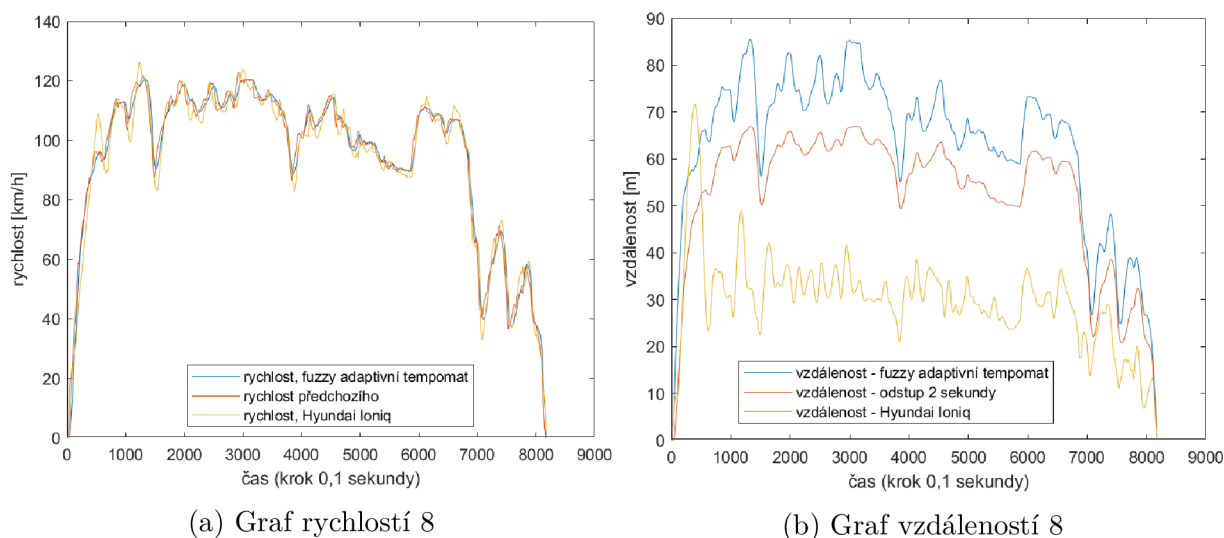 140
120
100
80
60
40
20
0
rychlost [km/h]
0 1000 2000 3000 4000 5000 6000 7000 8000 9000
čas (krok 0,1 sekundy)
rychlost, fuzzy adaptivní tempomat
rychlost předchozího
rychlost, Hyundai Ioniq
(a) Graf rychlostí 8
90
80
70
60
50
40
30
20
10
0
vzdálenost [m]
0 1000 2000 3000 4000 5000 6000 7000 8000 9000
čas (krok 0,1 sekundy)
vzdálenost - fuzzy adaptivní tempomat
vzdálenost - odstup 2 sekundy
vzdálenost - Hyundai Ioniq
(b) Graf vzdáleností 8